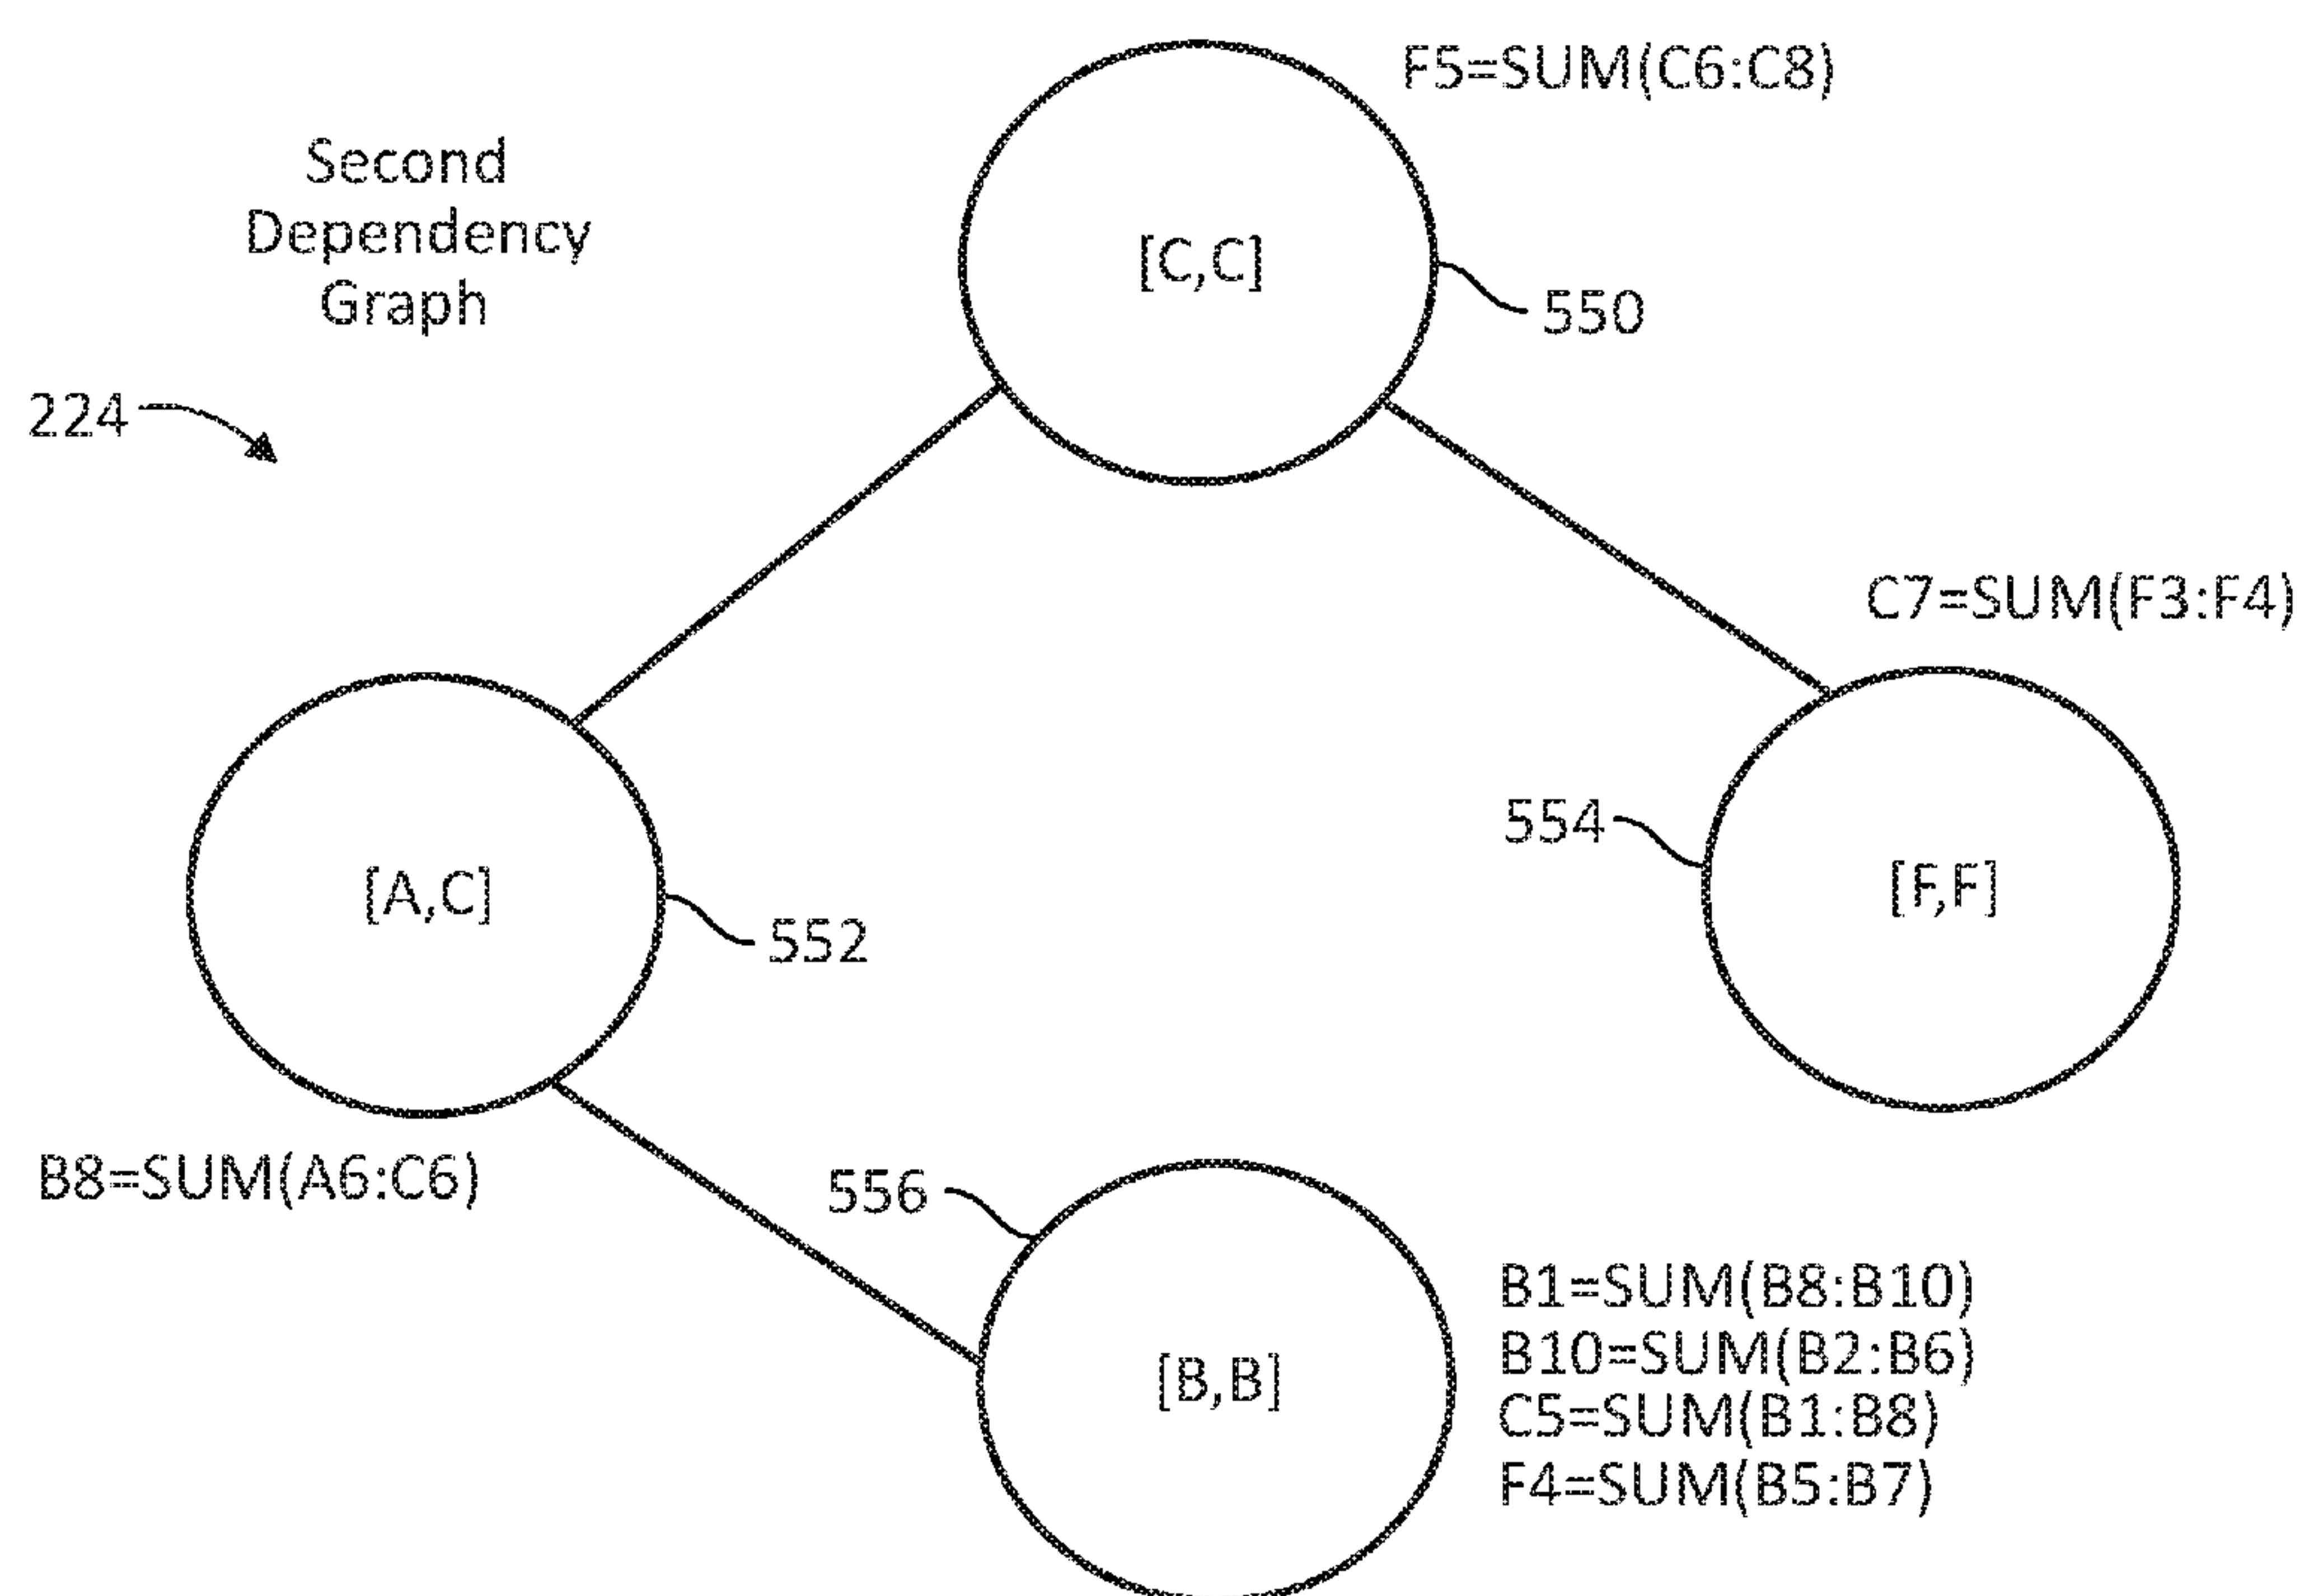 F5=SUM(C6:C8)
Second
Dependency
Graph
[C,C]
550
224
C7=SUM(F3:F4)
554
[A,C]
[F,F]
552
B8=SUM(A6:C6)
556
B1=SUM(B8:B10)
B10=SUM(B2:B6)
[B,B]
C5=SUM(B1:B8)
F4=SUM(B5:B7)